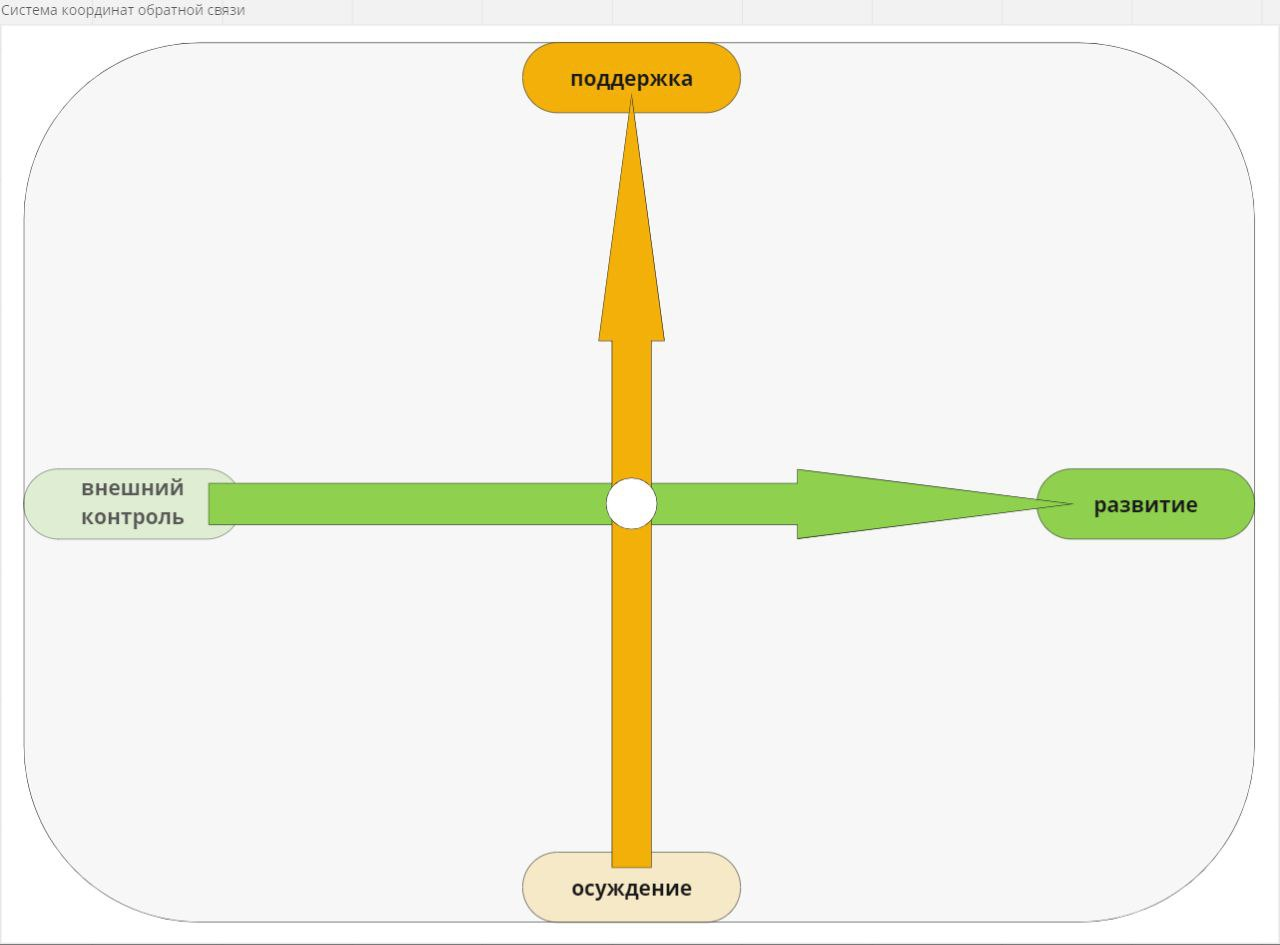 Система координат обратной связи
поддержка
внешний
контроль
развитие
осуждение